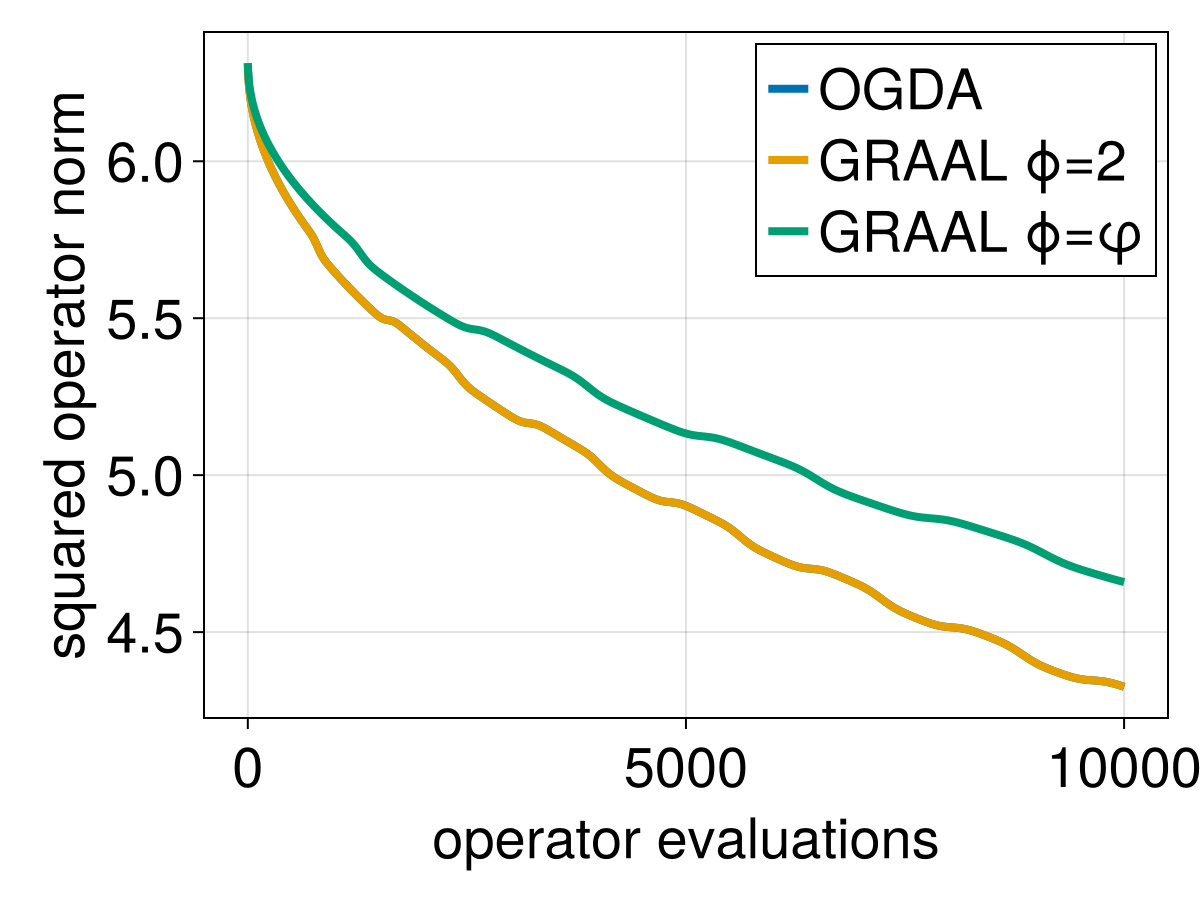 OGDA
GRAAL ϕ=2
GRAAL ϕ=φ
squared operator norm
6.0
5.5
5.0
4.5
0 5000 10000
operator evaluations